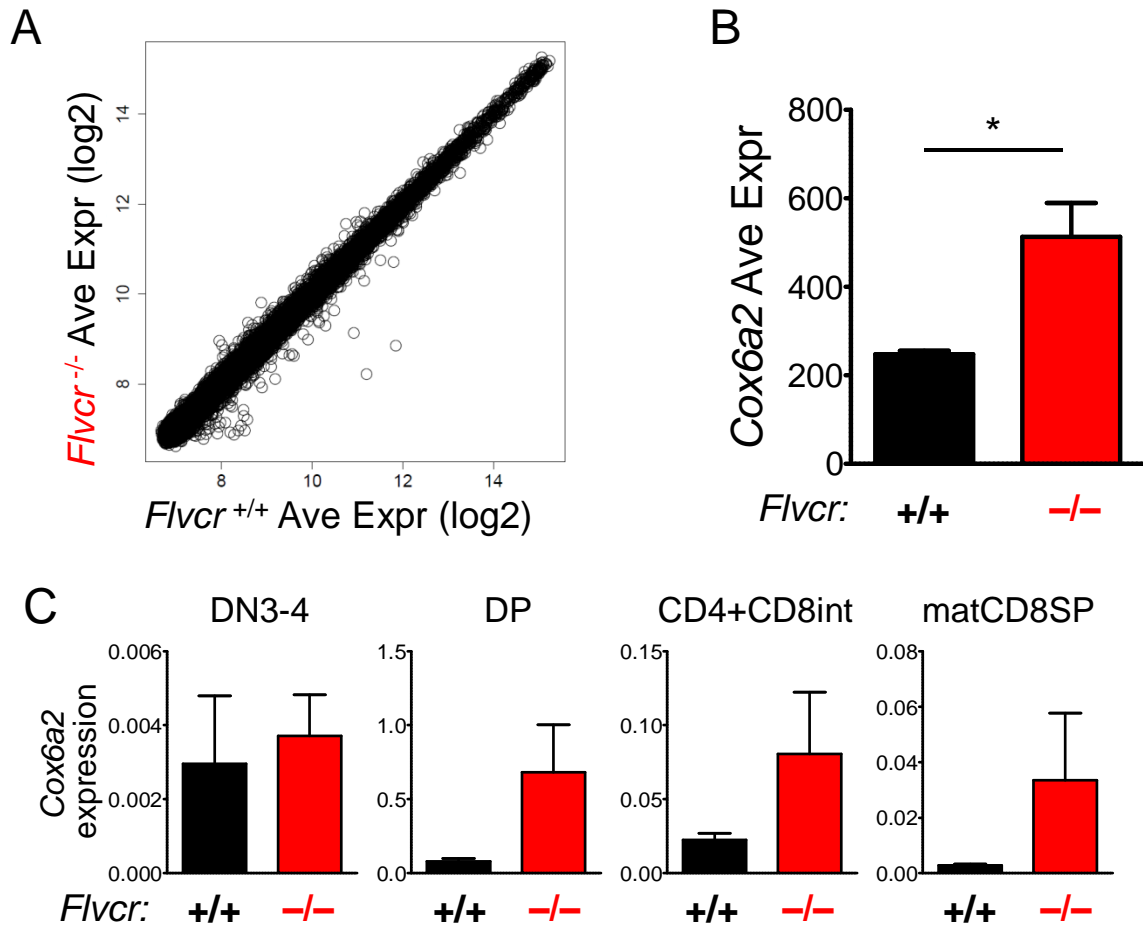 A
Flvcr -/- Ave Expr (log2)
14
12
10
8
8 10 12 14
Flvcr +/+ Ave Expr (log2)
B
Cox6a2 Ave Expr
800
600
400
200
0
*
Flvcr: +/+ −/−
C
Cox6a2
expression
DN3-4
0.006
0.004
0.002
0.000
DP
1.5
1.0
0.5
0.0
CD4+CD8int
0.15
0.10
0.05
0.00
matCD8SP
0.08
0.06
0.04
0.02
0.00
Flvcr: +/+ −/− +/+ −/− +/+ −/− +/+ −/−